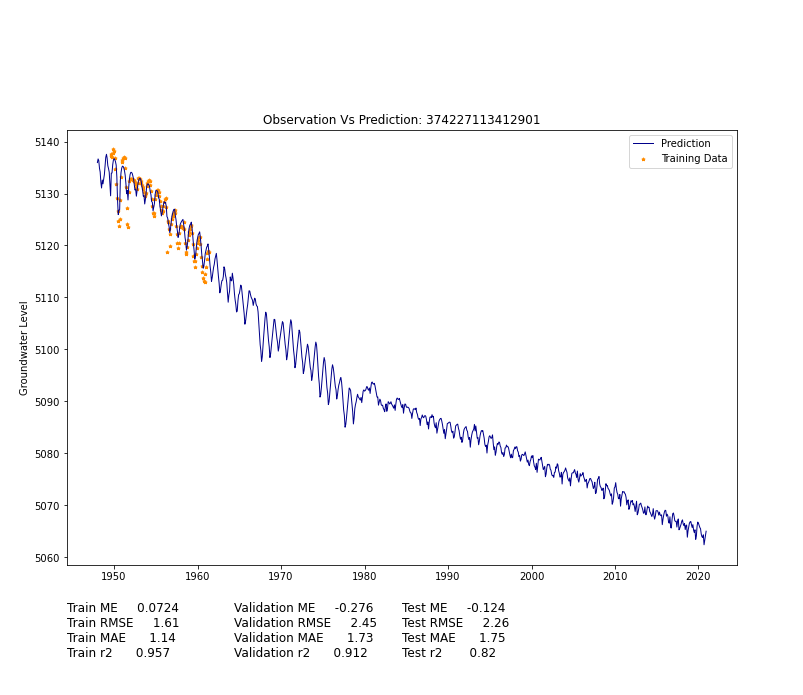 Observation Vs Prediction: 374227113412901
Prediction
Training Data
5140
5130
5120
5110
5100
5090
5080
5070
5060
Groundwater Level
1950 1960 1970 1980 1990 2000 2010 2020
Train ME 0.0724 Validation ME -0.276 Test ME -0.124
Train RMSE 1.61 Validation RMSE 2.45 Test RMSE 2.26
Train MAE 1.14 Validation MAE 1.73 Test MAE 1.75
Train r2 0.957 Validation r2 0.912 Test r2 0.82